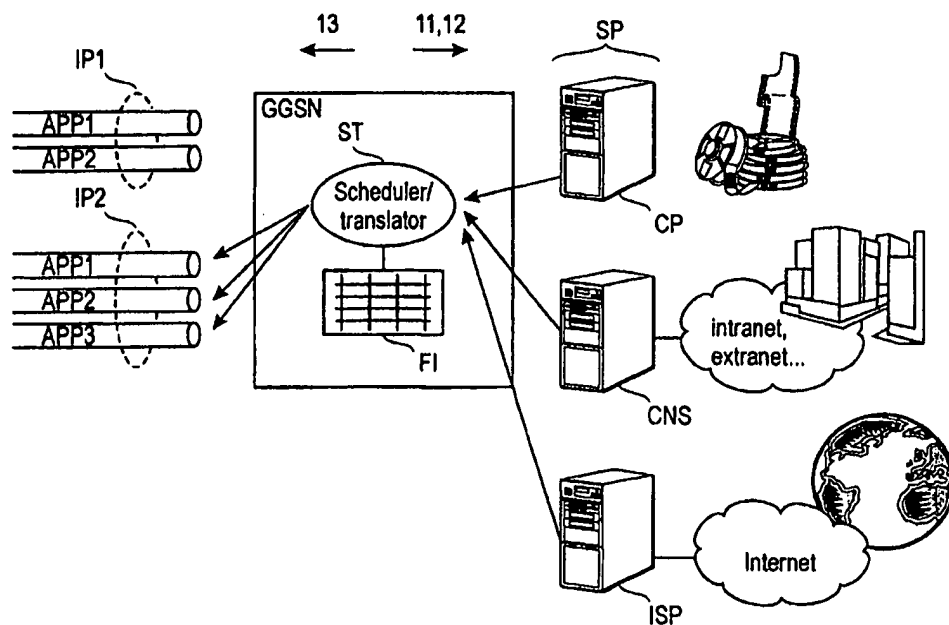 13
11,12
SP
IP1
GGSN
APP1
ST
APP2
Scheduler/
translator
CP
IP2
APP1
APP2
APP3
FI
intranet,
extranet...
CNS
Internet
ISP